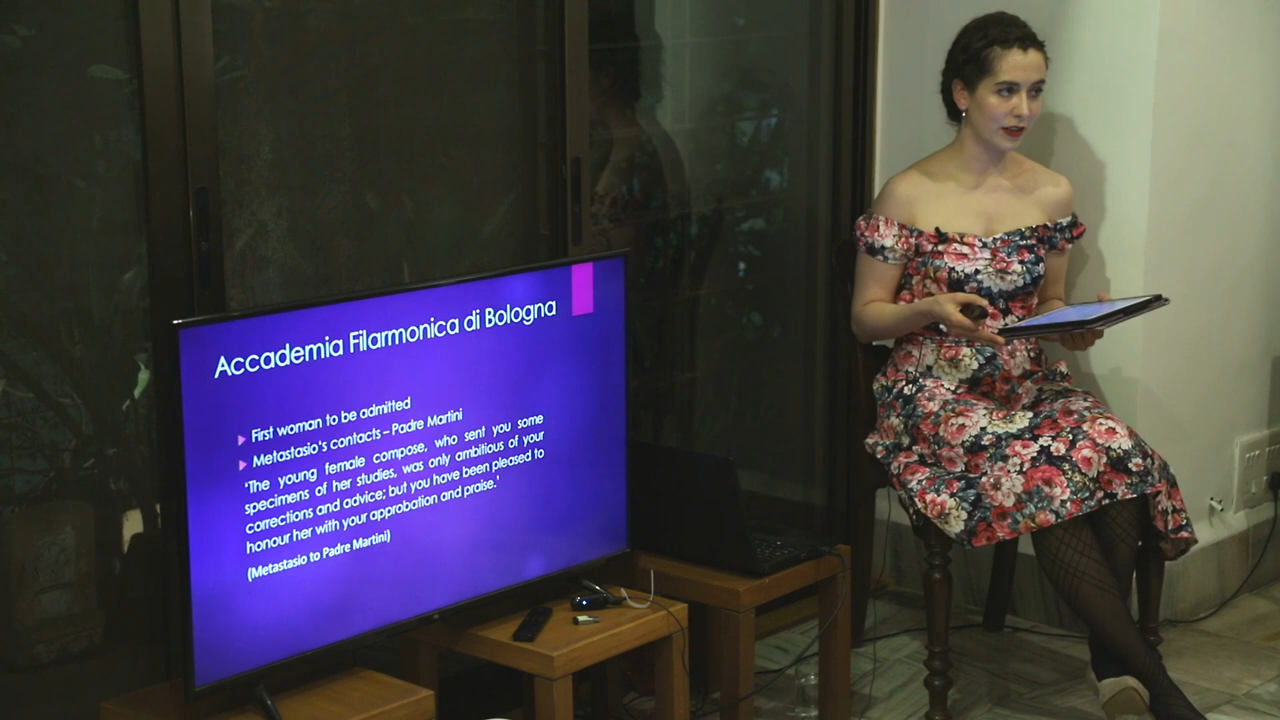 Accademia Filarmonica di Bologna
First woman to be admitted
Metastasio's contacts – Padre Martini
'The young female compose, who sent you some
specimens of her studies, was only ambitious of your
corrections and advice; but you have been pleased to
honour her with your approbation and praise.'
(Metastasio to Padre Martini)